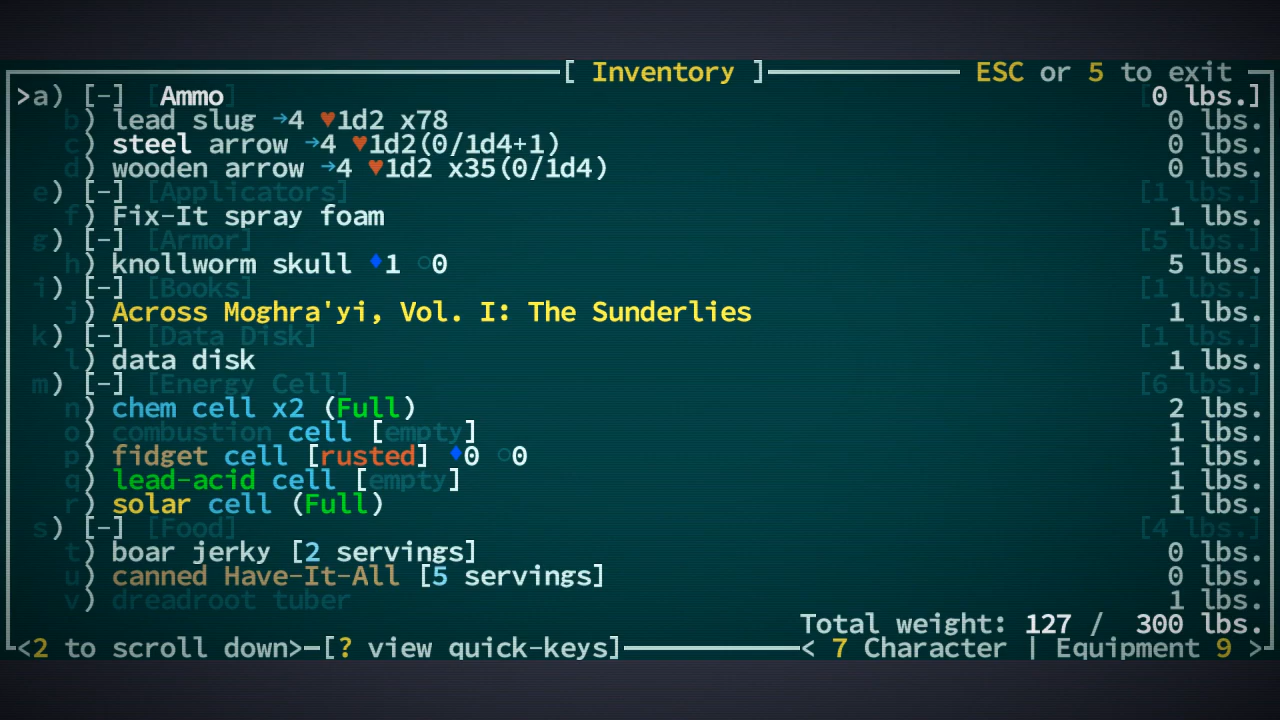 [ Inventory ] ESC or 5 to exit
>a) [-] [Ammo] [0 lbs.]
b) lead slug →4 ♥1d2 x78 0 lbs.
c) steel arrow →4 ♥1d2(0/1d4+1) 0 lbs.
d) wooden arrow →4 ♥1d2 x35(0/1d4) 0 lbs.
e) [-] [Applicators] [1 lbs.]
f) Fix-It spray foam 1 lbs.
g) [-] [Armor] [5 lbs.]
h) knollworm skull ♦1 ○0 5 lbs.
i) [-] [Books] [1 lbs.]
j) Across Moghra'yi, Vol. I: The Sunderlies 1 lbs.
k) [-] [Data Disk] [1 lbs.]
l) data disk 1 lbs.
m) [-] [Energy Cell] [6 lbs.]
n) chem cell x2 (Full) 2 lbs.
o) combustion cell [empty] 1 lbs.
p) fidget cell [rusted] ♦0 ○0 1 lbs.
q) lead-acid cell [empty] 1 lbs.
r) solar cell (Full) 1 lbs.
s) [-] [Food] [4 lbs.]
t) boar jerky [2 servings] 0 lbs.
u) canned Have-It-All [5 servings] 0 lbs.
v) dreadroot tuber 1 lbs.
Total weight: 127 / 300 lbs.
<2 to scroll down> [? view quick-keys] < 7 Character | Equipment 9 >